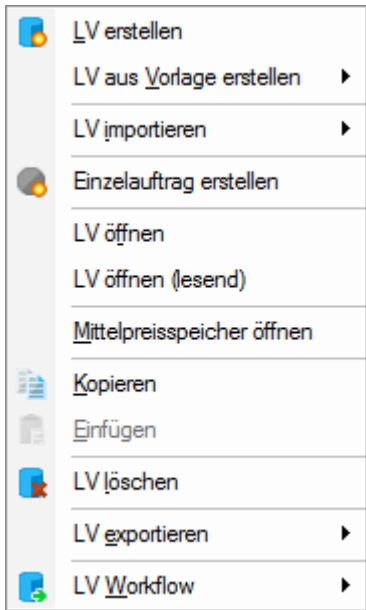 LV erstellen
LV aus Vorlage erstellen
LV importieren
Einzelauftrag erstellen
LV öffnen
LV öffnen (lesend)
Mittelpreisspeicher öffnen
Kopieren
Einfügen
LV löschen
LV exportieren
LV Workflow